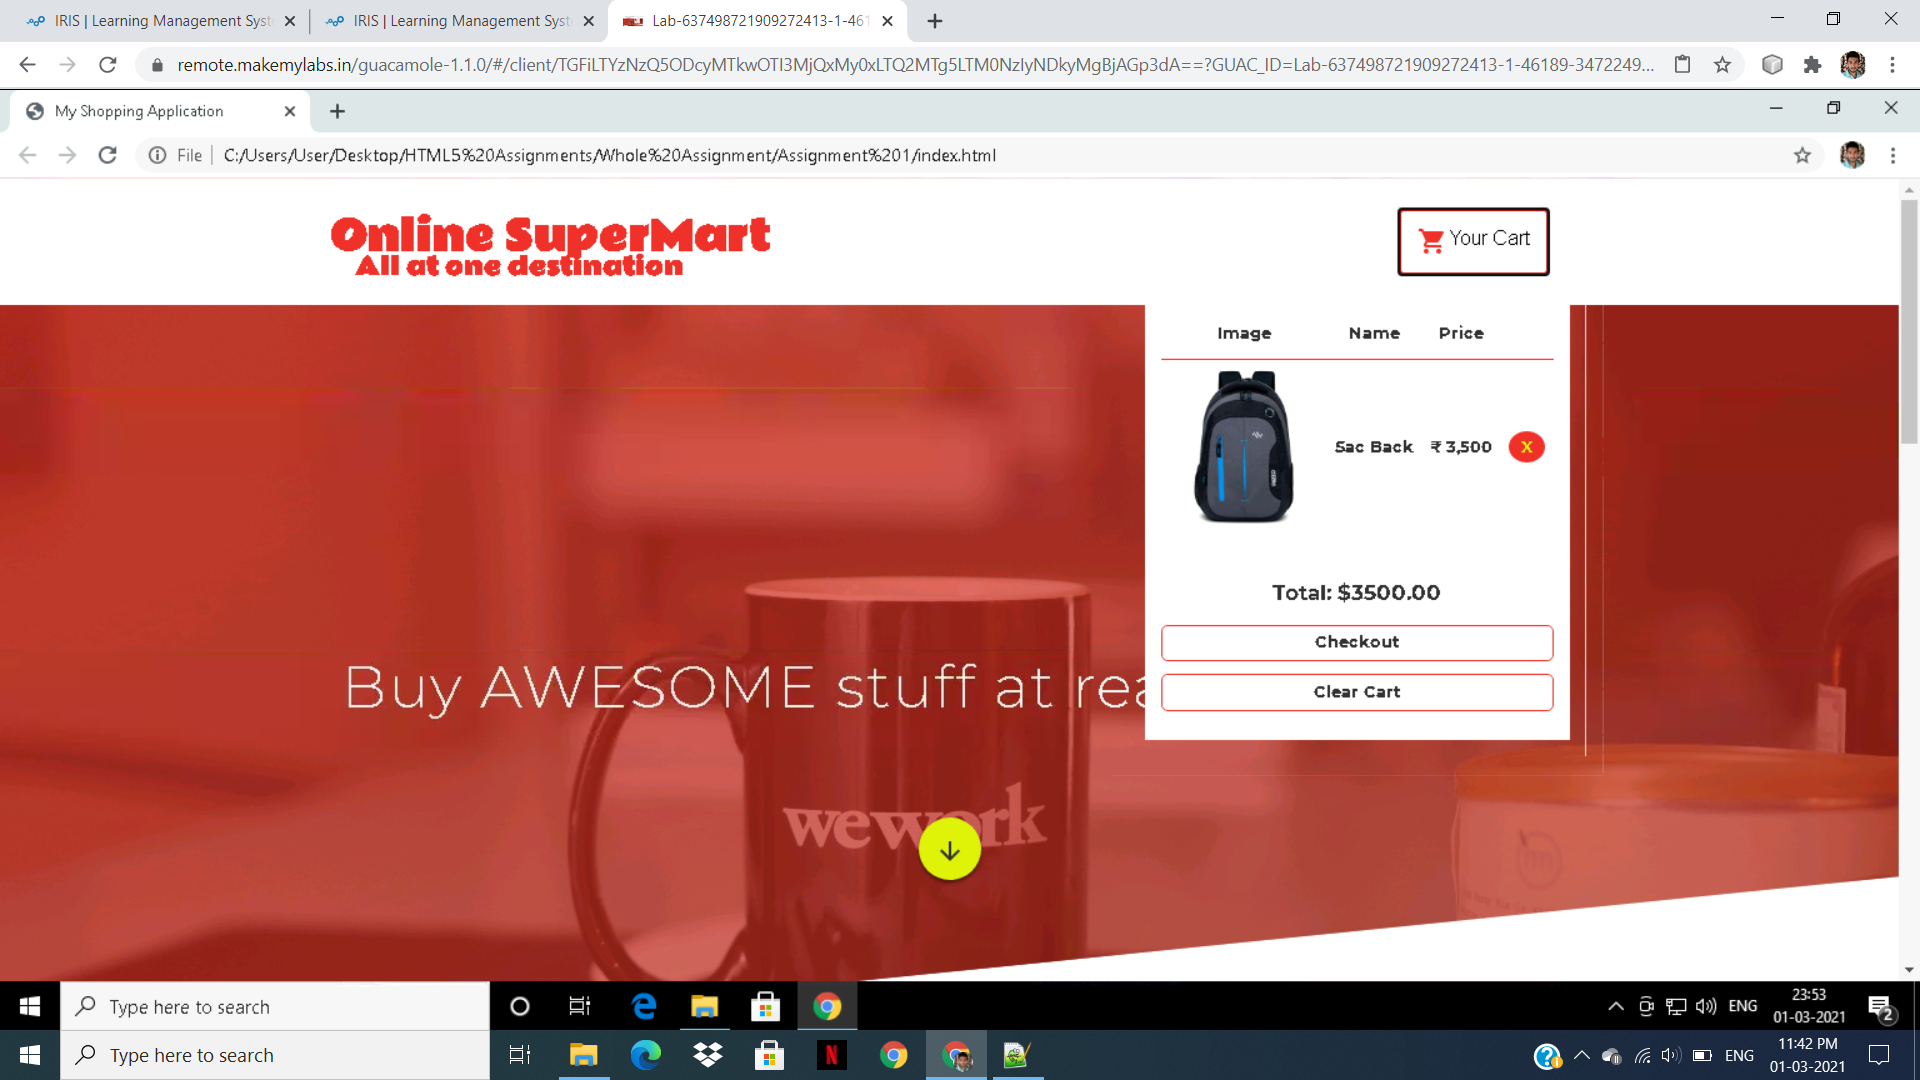 IRIS | Learning Management Syst
IRIS | Learning Management Syst
Lab-637498721909272413-1-461
remote.makemylabs.in/guacamole-1.1.0/#/client/TGFiLTYzNzQ5ODcyMTkwOTI3MjQxMy0xLTQ2MTg5LTM0NzIyNDkyMgBjAGp3dA==?GUAC_ID=Lab-637498721909272413-1-46189-3472249...
My Shopping Application
File | C:/Users/User/Desktop/HTML5%20Assignments/Whole%20Assignment/Assignment%201/index.html
Online SuperMart
All at one destination
Your Cart
Image Name Price
Sac Back ₹ 3,500 X
Total: $3500.00
Checkout
Clear Cart
Buy AWESOME stuff at rea
wework
Type here to search
ENG
23:53
01-03-2021
2
Type here to search
ENG
11:42 PM
01-03-2021